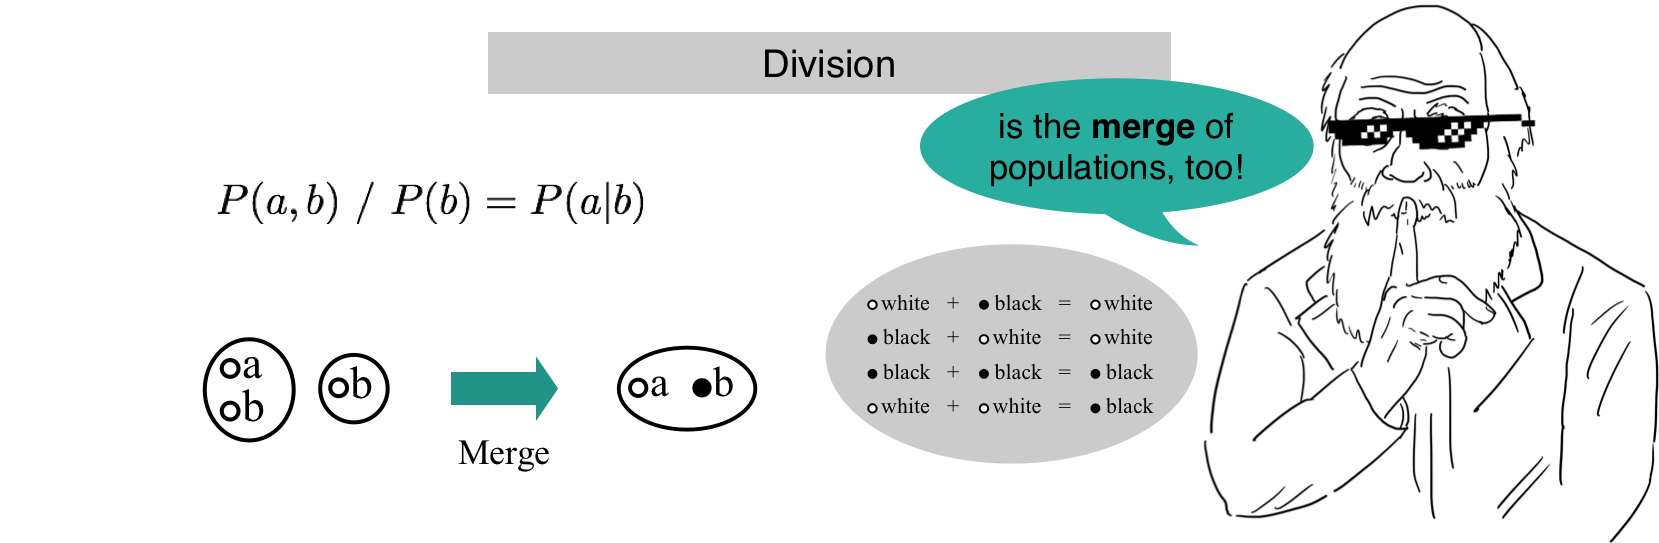 Division
is the merge of
populations, too!
P(a, b) / P(b) = P(a|b)
white + black = white
black + white = white
black + black = black
white + white = black
a
b
b
a b
Merge